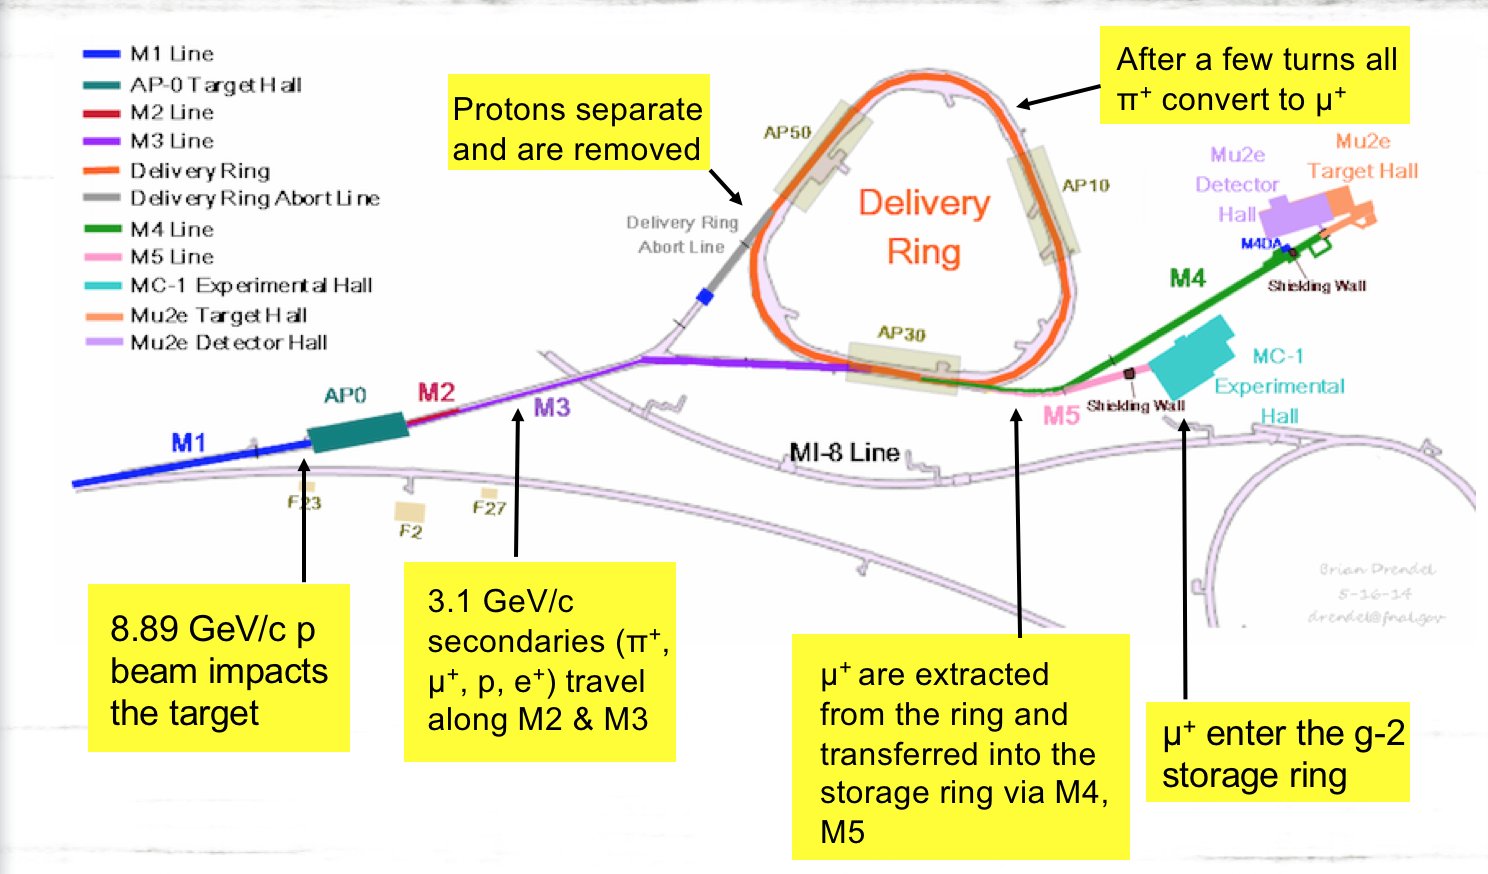 M1 Line
AP-0 Target Hall
M2 Line
M3 Line
Delivery Ring
Delivery Ring Abort Line
M4 Line
M5 Line
MC-1 Experimental Hall
Mu2e Target Hall
Mu2e Detector Hall
Protons separate
and are removed
After a few turns all
π⁺ convert to μ⁺
AP50
AP10
Delivery
Ring
Delivery Ring
Abort Line
Mu2e
Target Hall
Mu2e
Detector
Hall
M4DA
Shielding Wall
M4
AP30
MC-1
Experimental
Hall
M5
Shielding Wall
AP0
M2
M3
M1
MI-8 Line
F23
F2
F27
8.89 GeV/c p
beam impacts
the target
3.1 GeV/c
secondaries (π⁺,
μ⁺, p, e⁺) travel
along M2 & M3
μ⁺ are extracted
from the ring and
transferred into the
storage ring via M4,
M5
μ⁺ enter the g-2
storage ring
Brian Drendel
5-16-14
drendel@fnal.gov